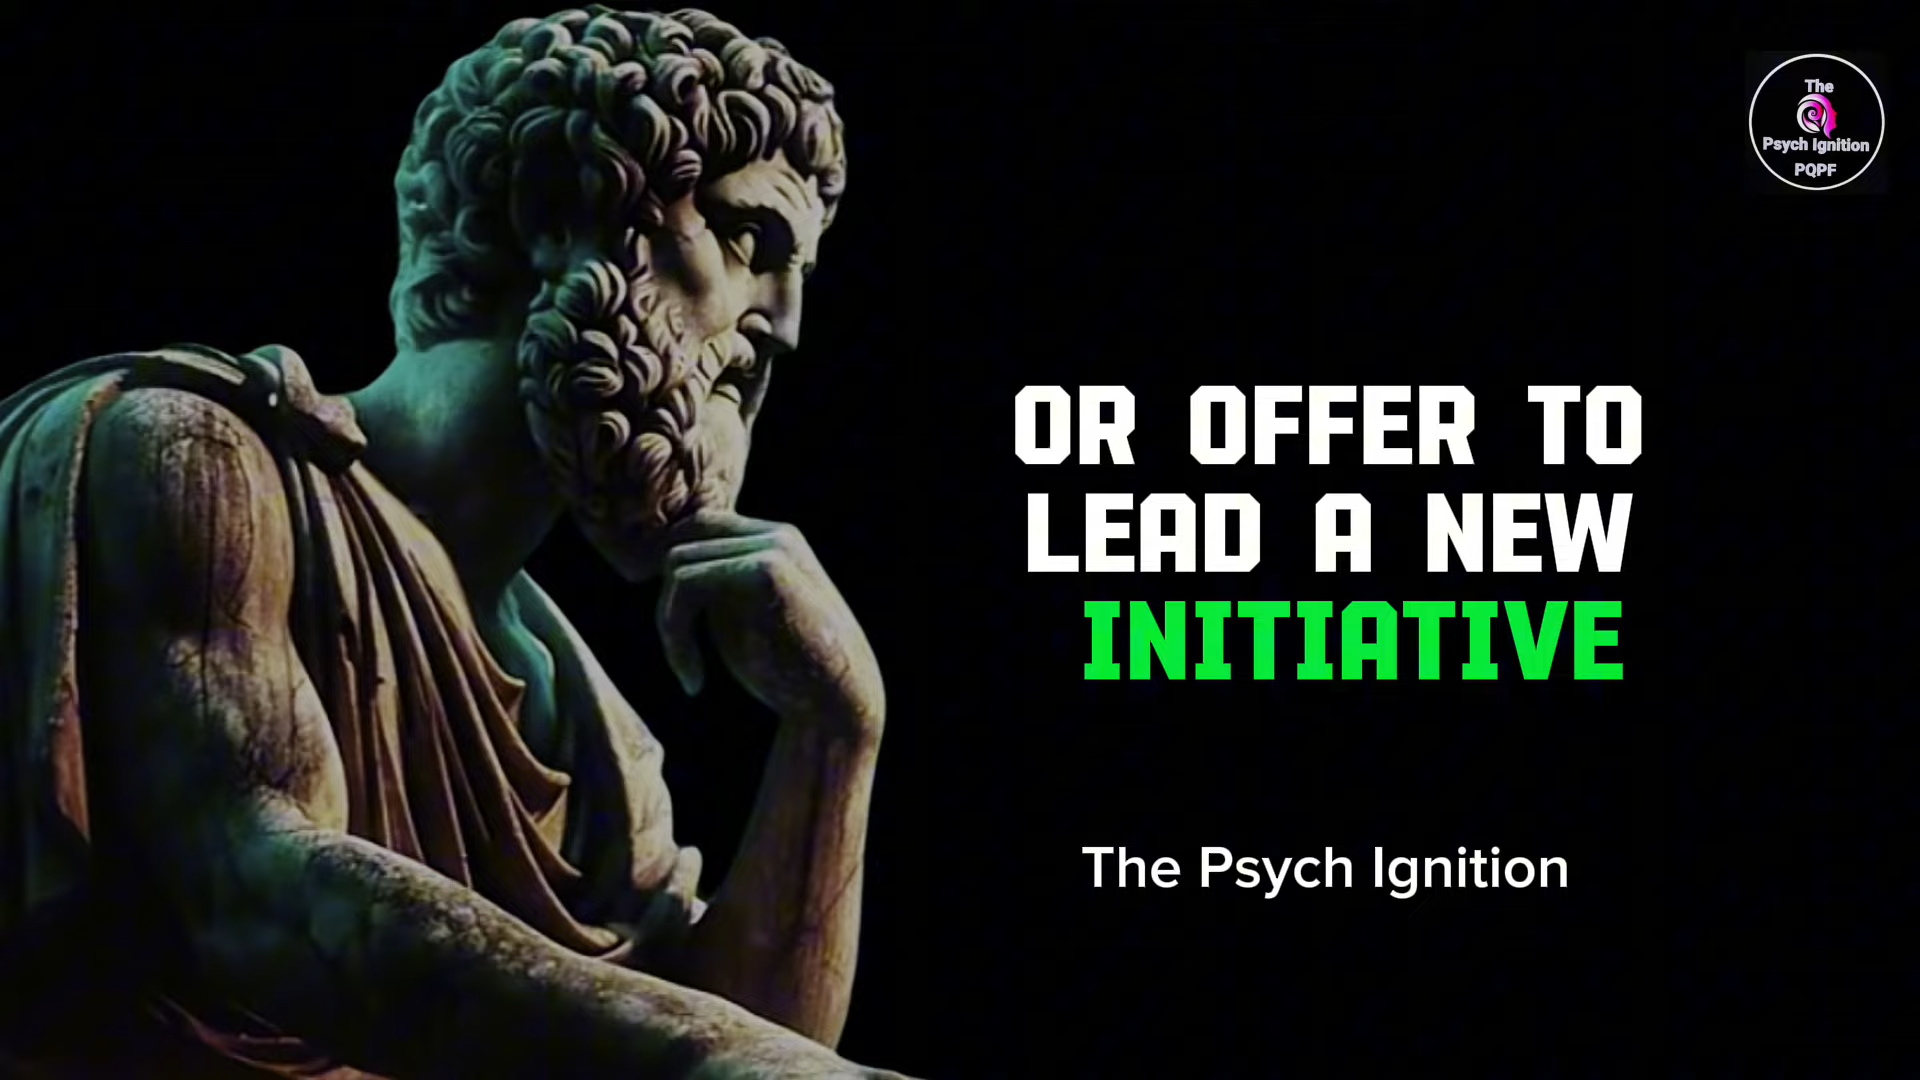 The
Psych Ignition
PQPF
OR OFFER TO
LEAD A NEW
INITIATIVE
The Psych Ignition